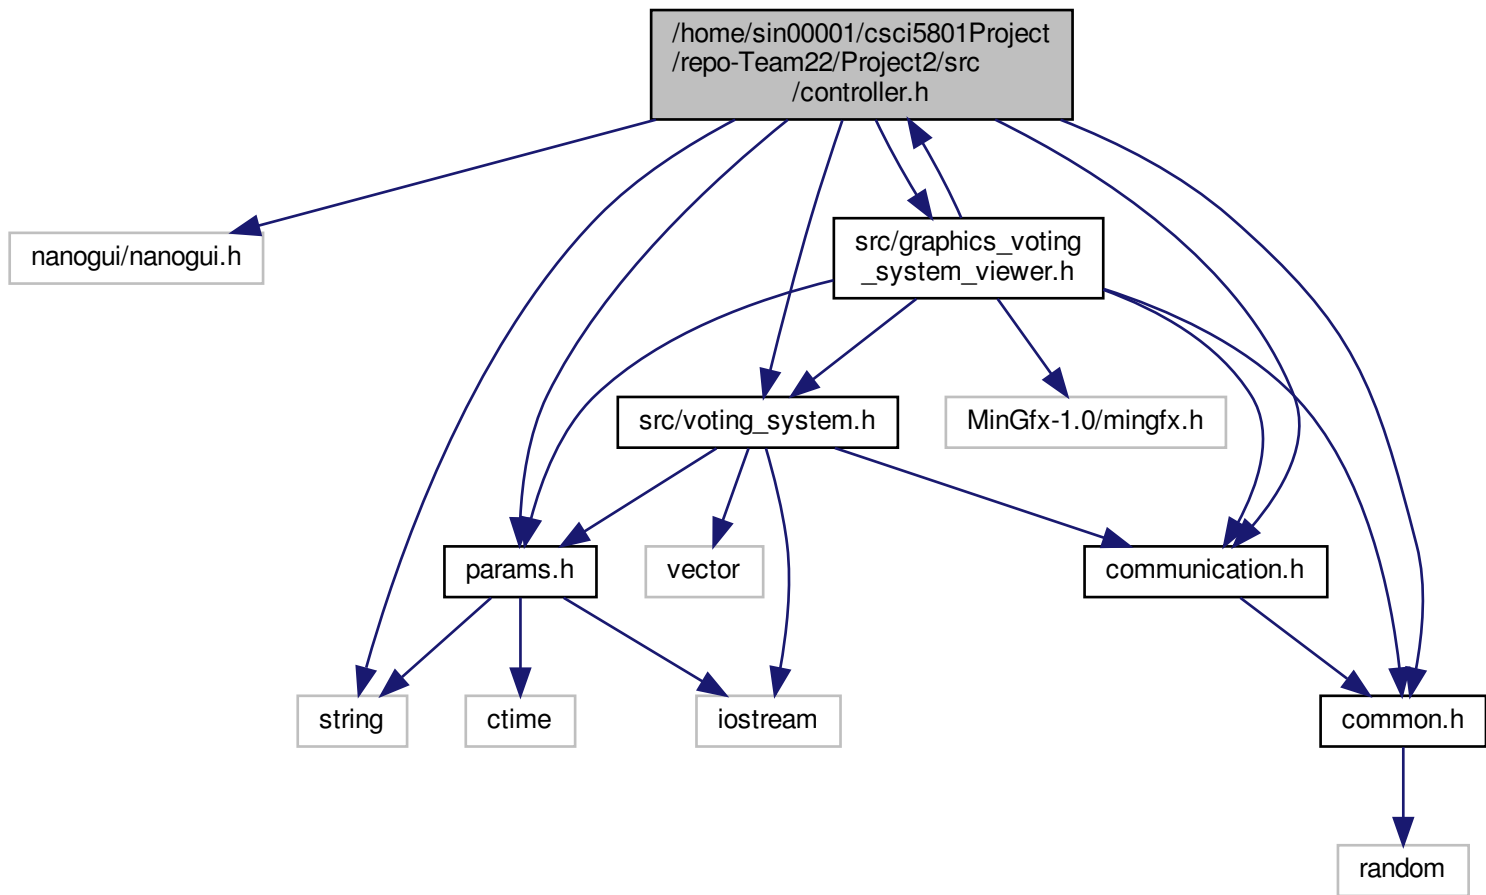 /home/sin00001/csci5801Project
/repo-Team22/Project2/src
/controller.h
nanogui/nanogui.h
src/graphics_voting
_system_viewer.h
src/voting_system.h
MinGfx-1.0/mingfx.h
params.h
vector
communication.h
string
ctime
iostream
common.h
random